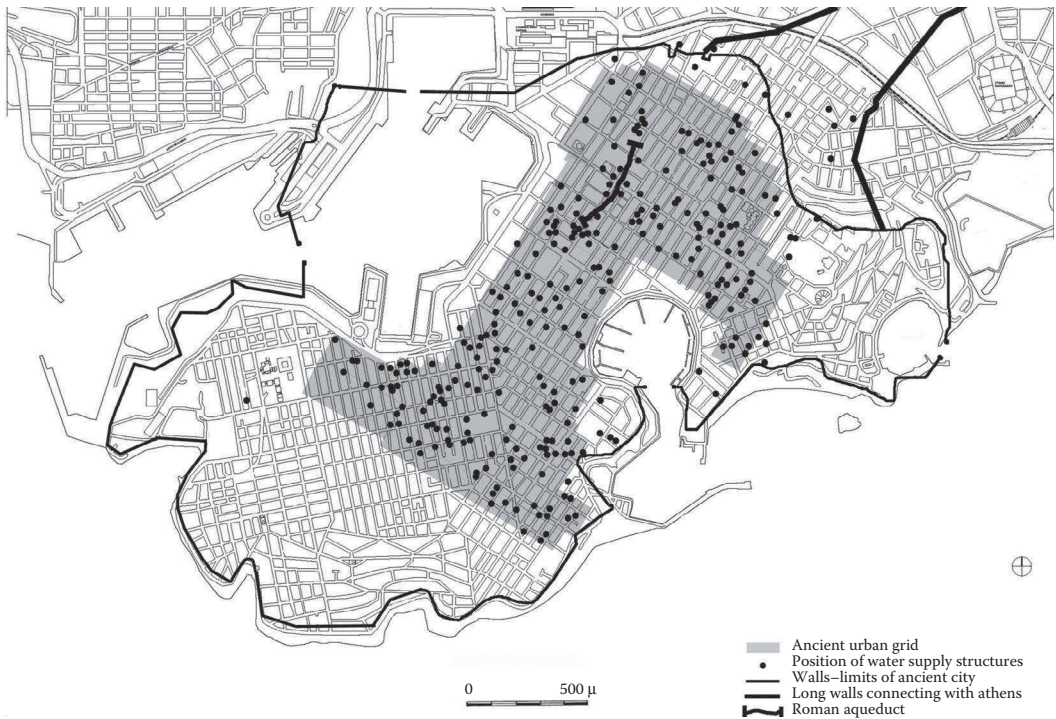 Ancient urban grid
Position of water supply structures
Walls–limits of ancient city
Long walls connecting with athens
Roman aqueduct
0 500 μ